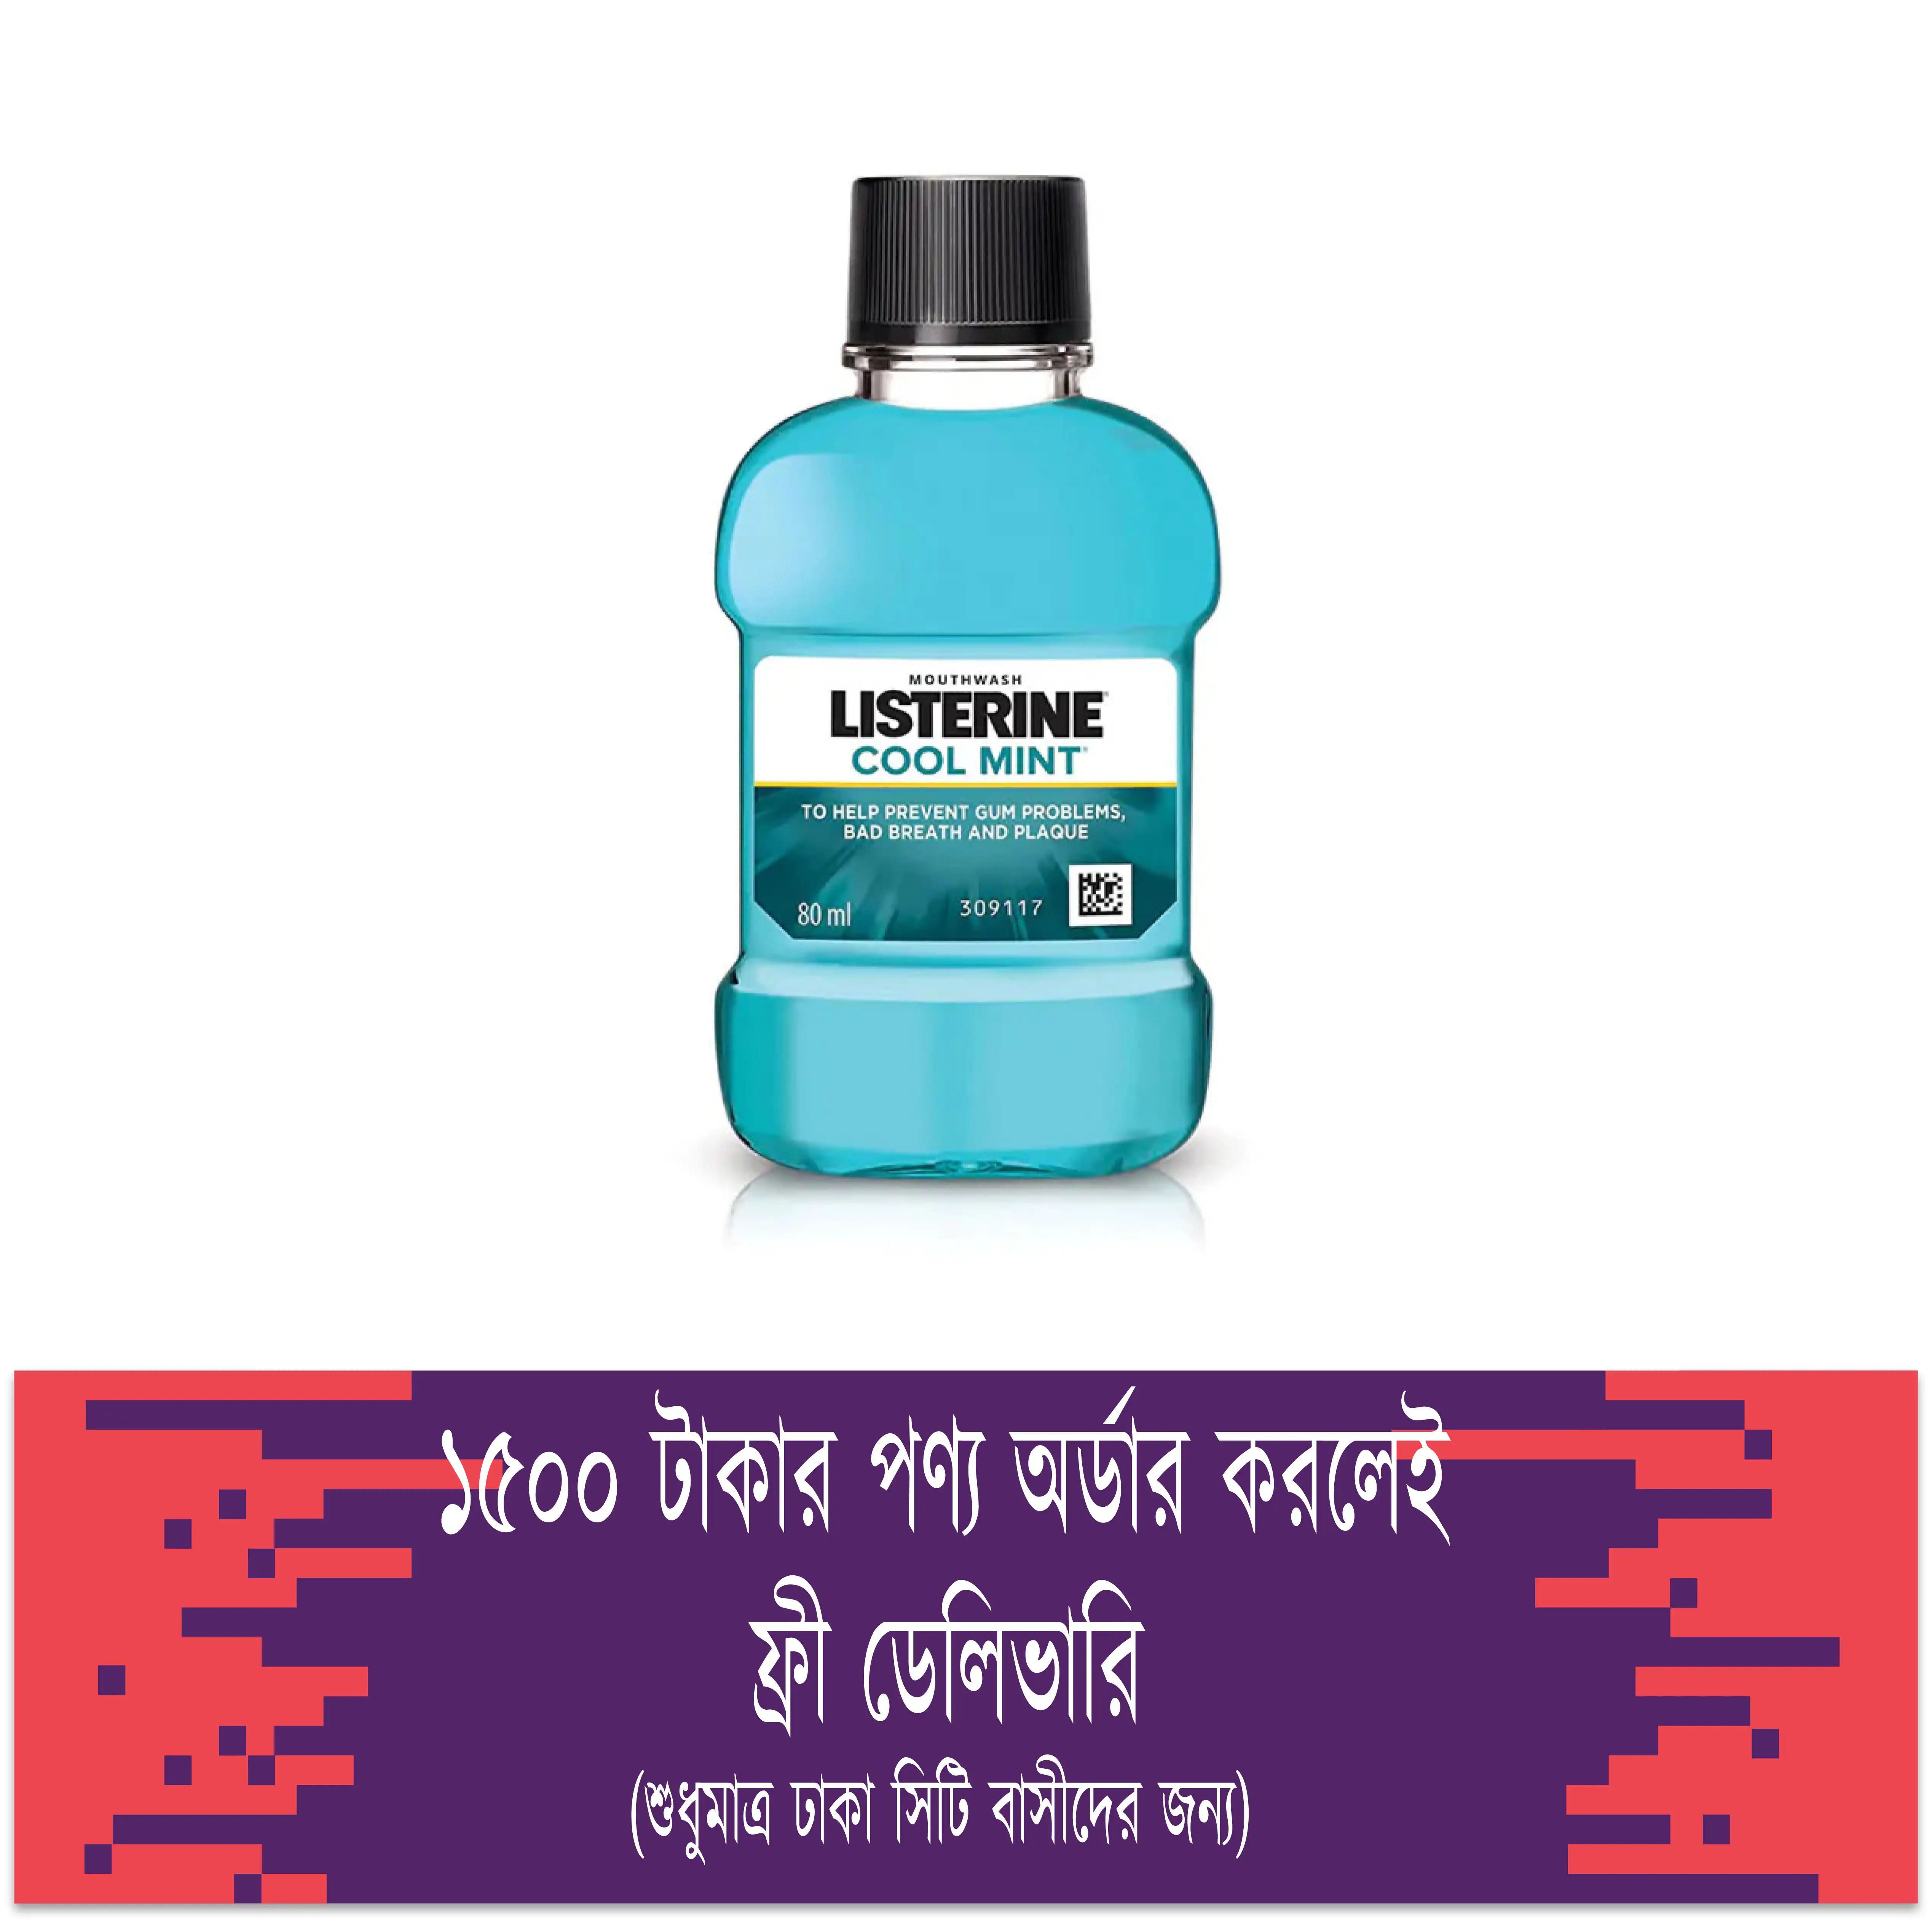 MOUTHWASH
LISTERINE®
COOL MINT®
TO HELP PREVENT GUM PROBLEMS,
BAD BREATH AND PLAQUE
80 ml 309117
১৫০০ টাকার পণ্য অর্ডার করলেই
ফ্রী ডেলিভারি
(শুধুমাত্র ঢাকা সিটি বাসীদের জন্য)